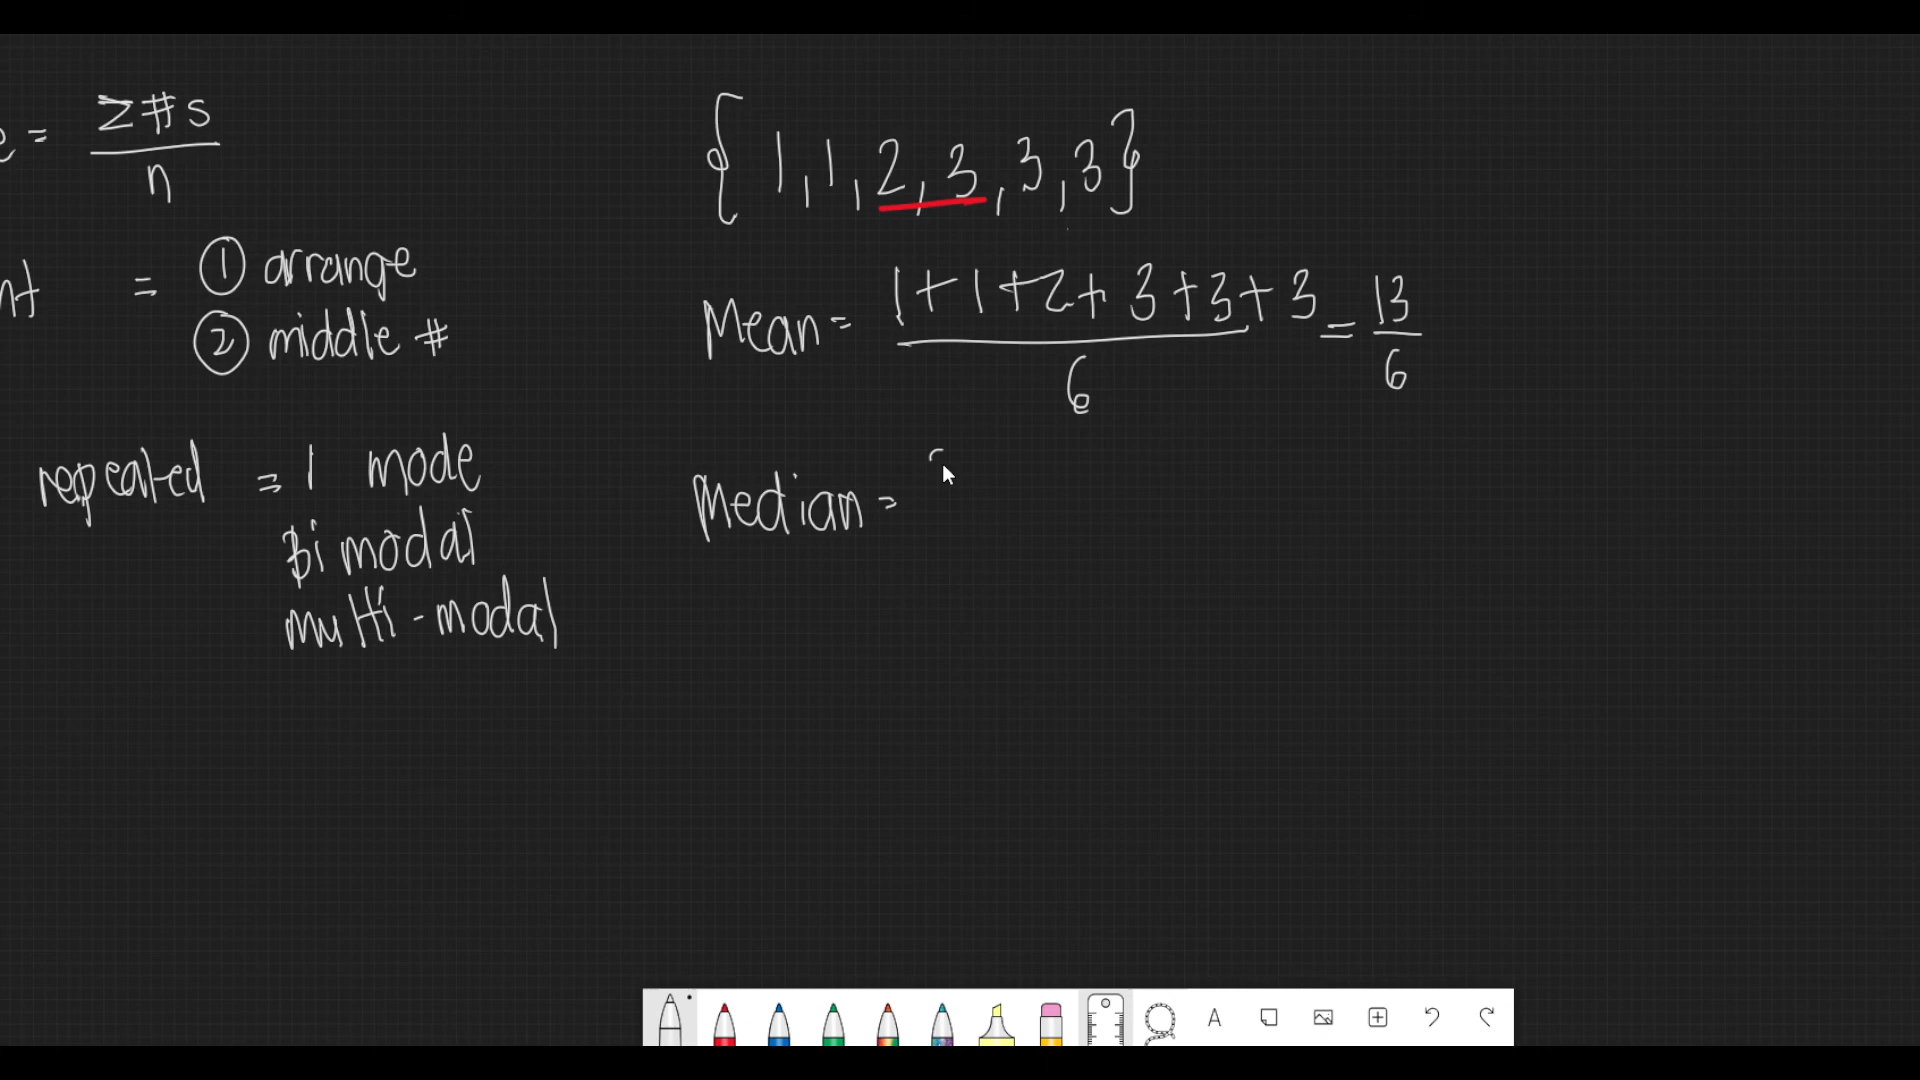 e = Σ#s
n
nt = ① arrange
② middle #
repeated = 1 mode
Bimodal
multi-modal
{1,1,2,3,3,3}
Mean = 1+1+2+3+3+3 = 13
6 6
Median =
A